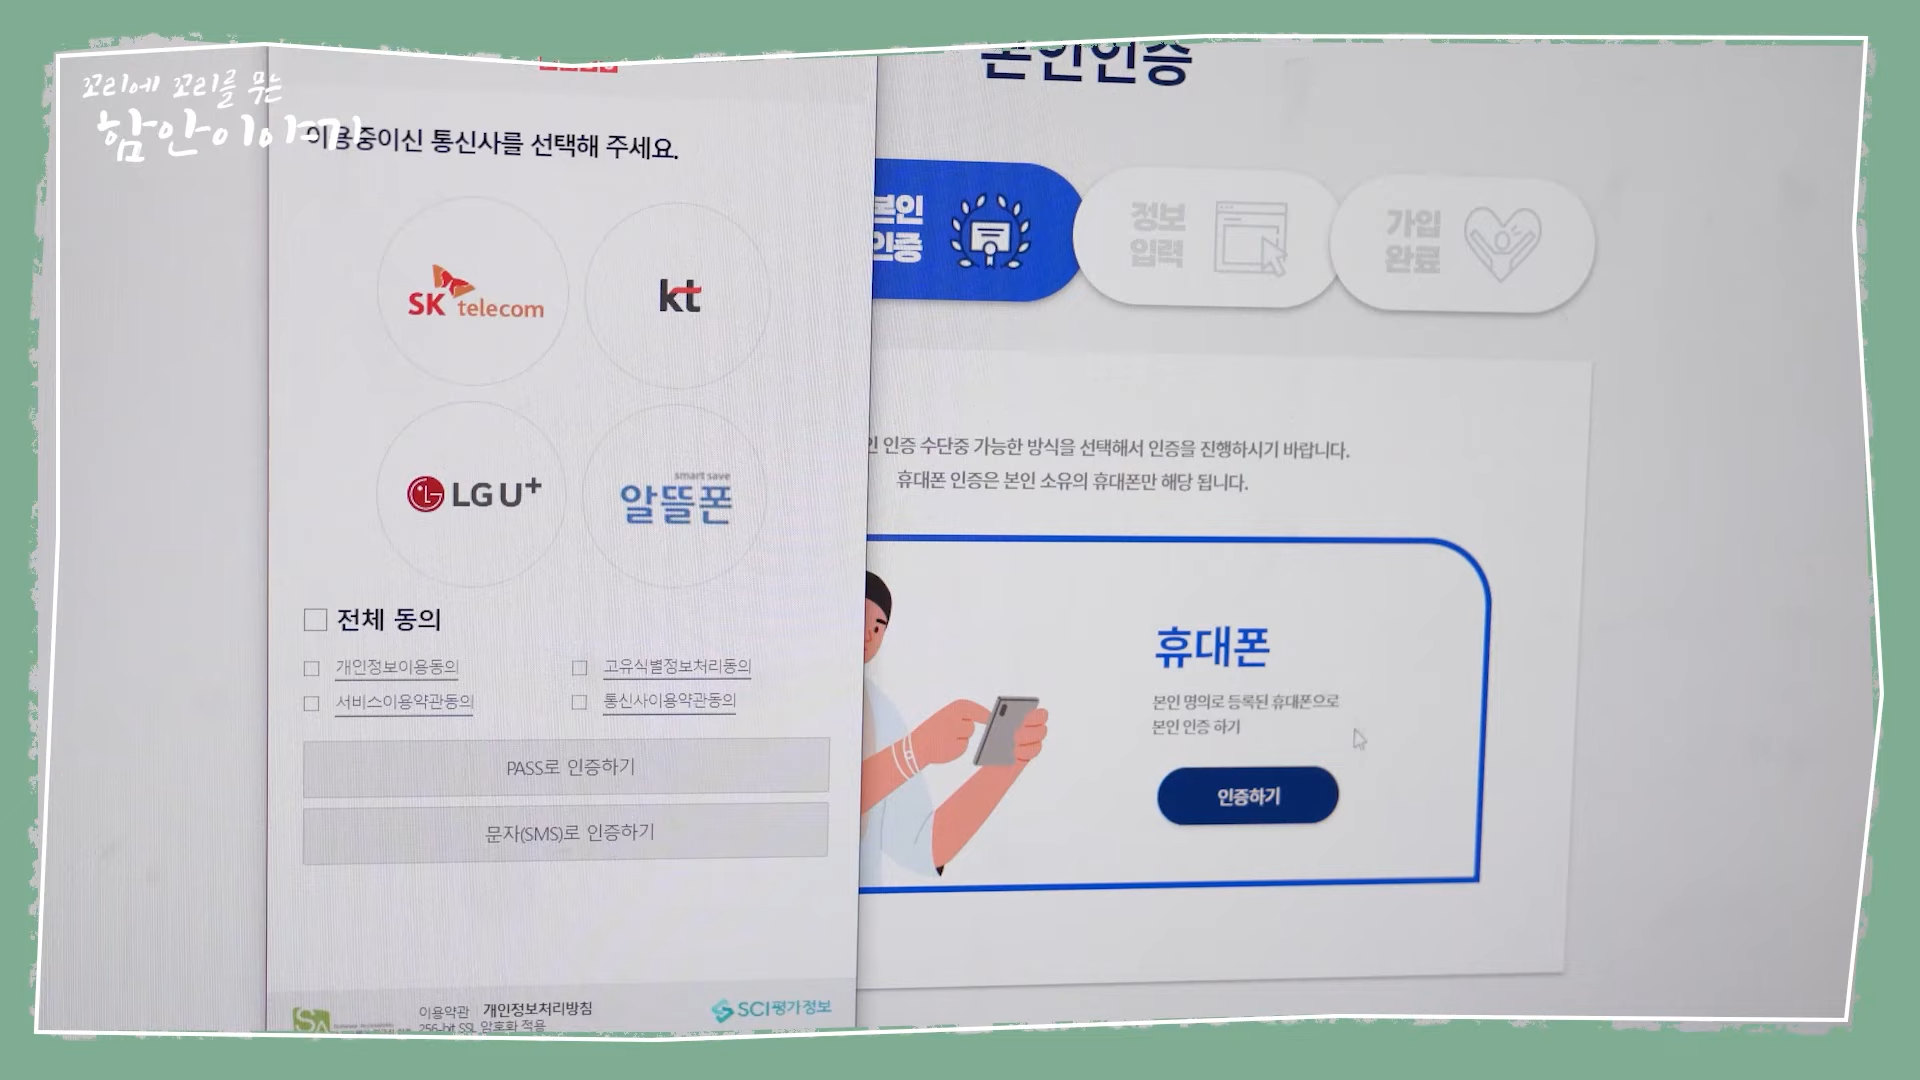 꼬리에 꼬리를 무는
함안이야기
이용중이신 통신사를 선택해 주세요.
SK telecom
kt
LG U+
smart save
알뜰폰
전체 동의
개인정보이용동의
고유식별정보처리동의
서비스이용약관동의
통신사이용약관동의
PASS로 인증하기
문자(SMS)로 인증하기
이용약관
개인정보처리방침
256-bit SSL 암호화 적용
SCI평가정보
본인인증
본인
인증
정보
입력
가입
완료
인 인증 수단중 가능한 방식을 선택해서 인증을 진행하시기 바랍니다.
휴대폰 인증은 본인 소유의 휴대폰만 해당 됩니다.
휴대폰
본인 명의로 등록된 휴대폰으로
본인 인증 하기
인증하기